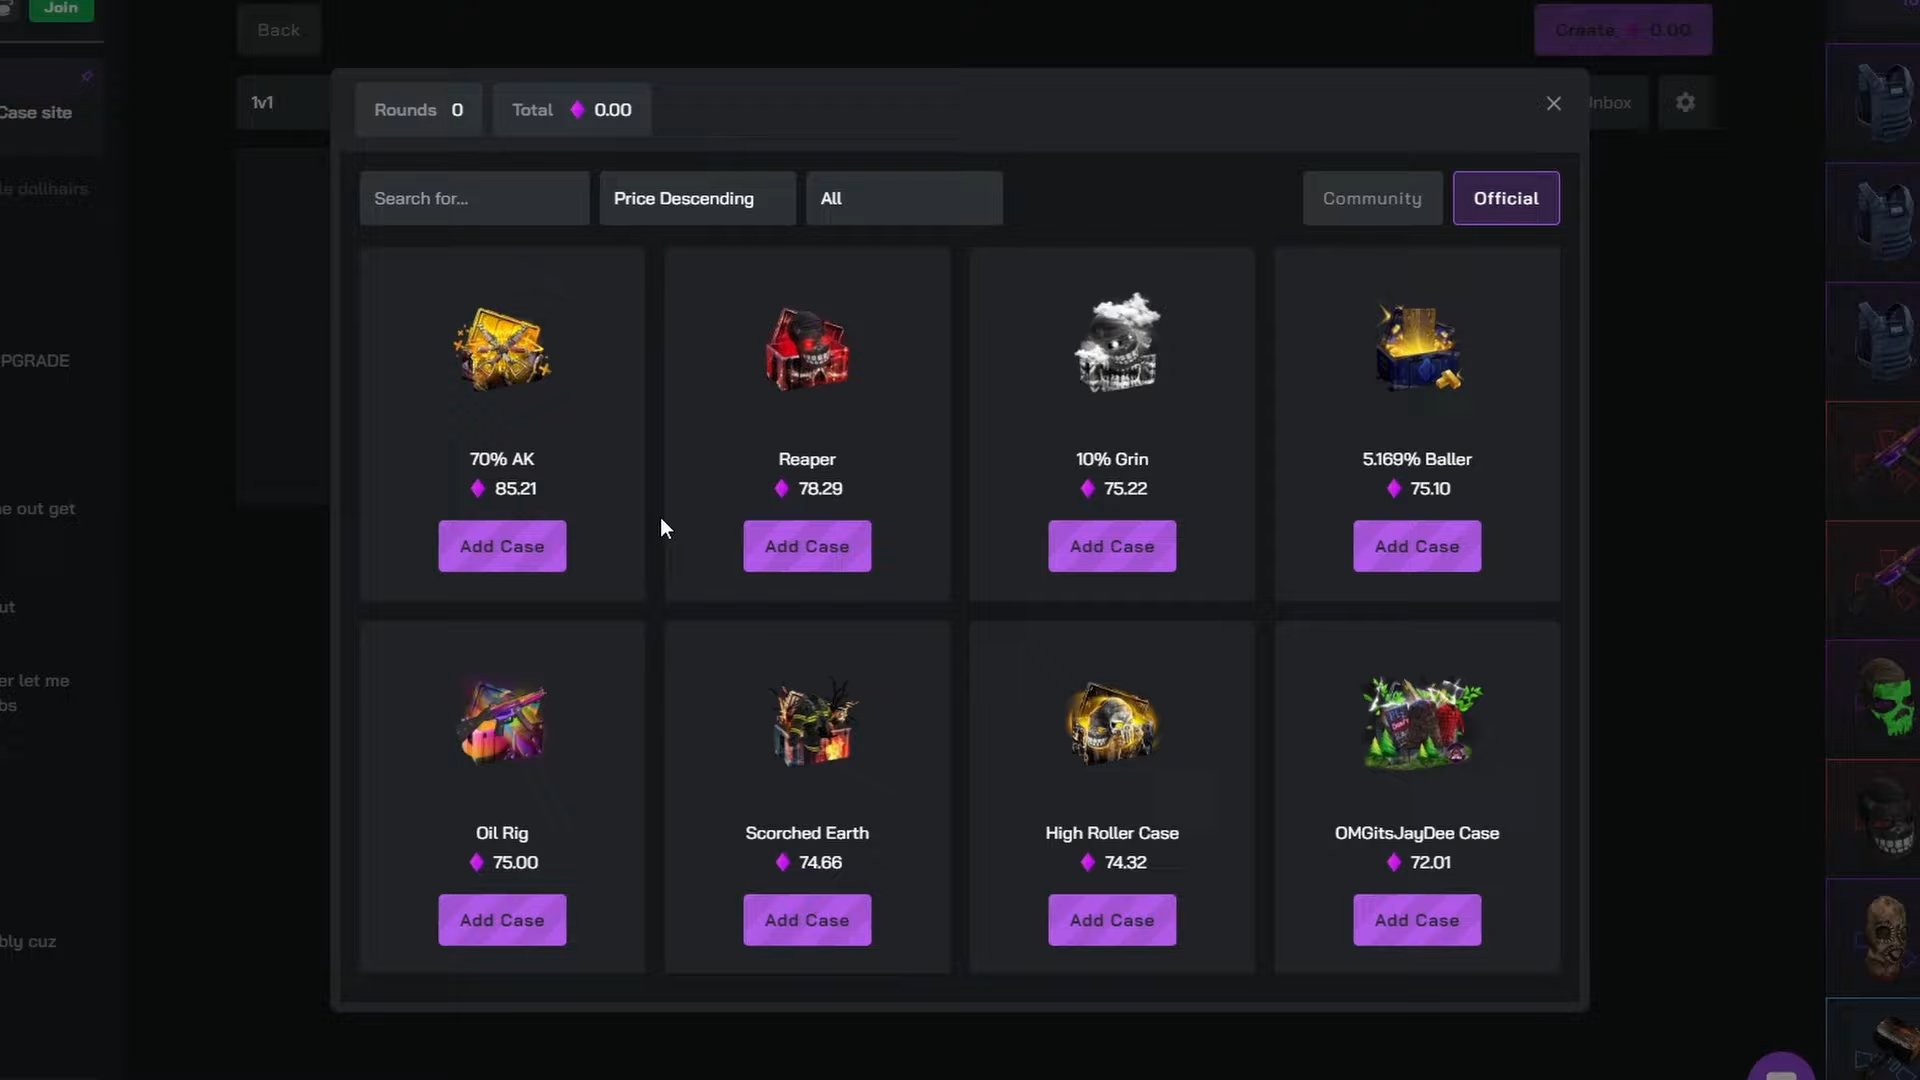 Join
Back
Create 0.00
Case site
1v1
Rounds 0
Total 0.00
Unbox
Search for...
Price Descending
All
Community
Official
le dollhairs
PGRADE
70% AK
85.21
Add Case
Reaper
78.29
Add Case
10% Grin
75.22
Add Case
5.169% Baller
75.10
Add Case
e out get
ut
er let me
bs
Oil Rig
75.00
Add Case
Scorched Earth
74.66
Add Case
High Roller Case
74.32
Add Case
OMGitsJayDee Case
72.01
Add Case
bly cuz